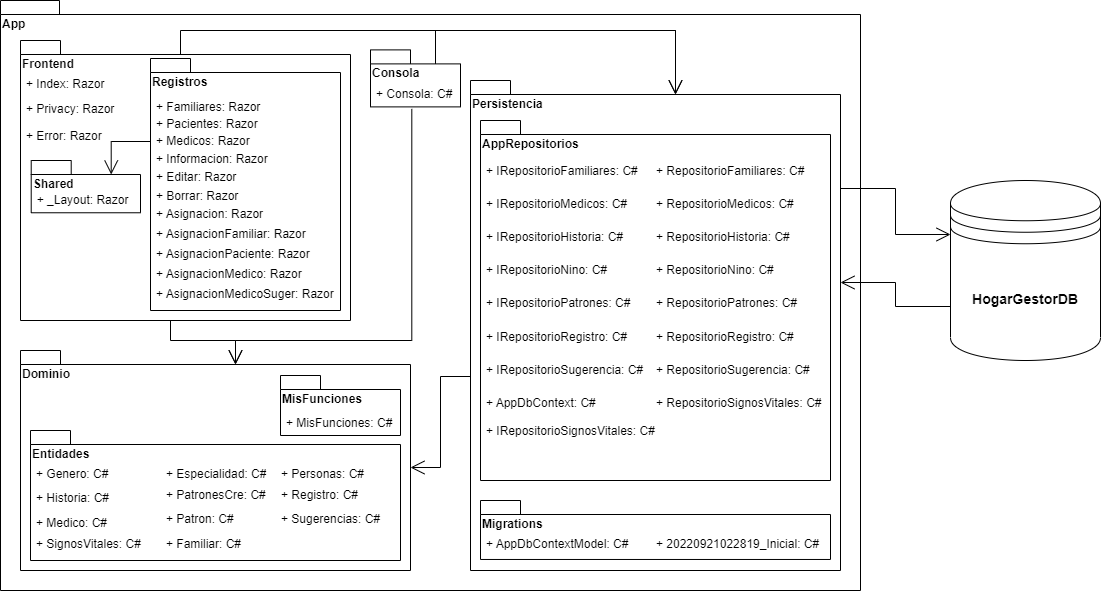 App
Frontend
+ Index: Razor
+ Privacy: Razor
+ Error: Razor
Shared
+ _Layout: Razor
Registros
+ Familiares: Razor
+ Pacientes: Razor
+ Medicos: Razor
+ Informacion: Razor
+ Editar: Razor
+ Borrar: Razor
+ Asignacion: Razor
+ AsignacionFamiliar: Razor
+ AsignacionPaciente: Razor
+ AsignacionMedico: Razor
+ AsignacionMedicoSuger: Razor
Consola
+ Consola: C#
Persistencia
AppRepositorios
+ IRepositorioFamiliares: C#
+ RepositorioFamiliares: C#
+ IRepositorioMedicos: C#
+ RepositorioMedicos: C#
+ IRepositorioHistoria: C#
+ RepositorioHistoria: C#
+ IRepositorioNino: C#
+ RepositorioNino: C#
+ IRepositorioPatrones: C#
+ RepositorioPatrones: C#
+ IRepositorioRegistro: C#
+ RepositorioRegistro: C#
+ IRepositorioSugerencia: C#
+ RepositorioSugerencia: C#
+ AppDbContext: C#
+ RepositorioSignosVitales: C#
+ IRepositorioSignosVitales: C#
Migrations
+ AppDbContextModel: C#
+ 20220921022819_Inicial: C#
HogarGestorDB
Dominio
MisFunciones
+ MisFunciones: C#
Entidades
+ Genero: C#
+ Especialidad: C#
+ Personas: C#
+ Historia: C#
+ PatronesCre: C#
+ Registro: C#
+ Medico: C#
+ Patron: C#
+ Sugerencias: C#
+ SignosVitales: C#
+ Familiar: C#